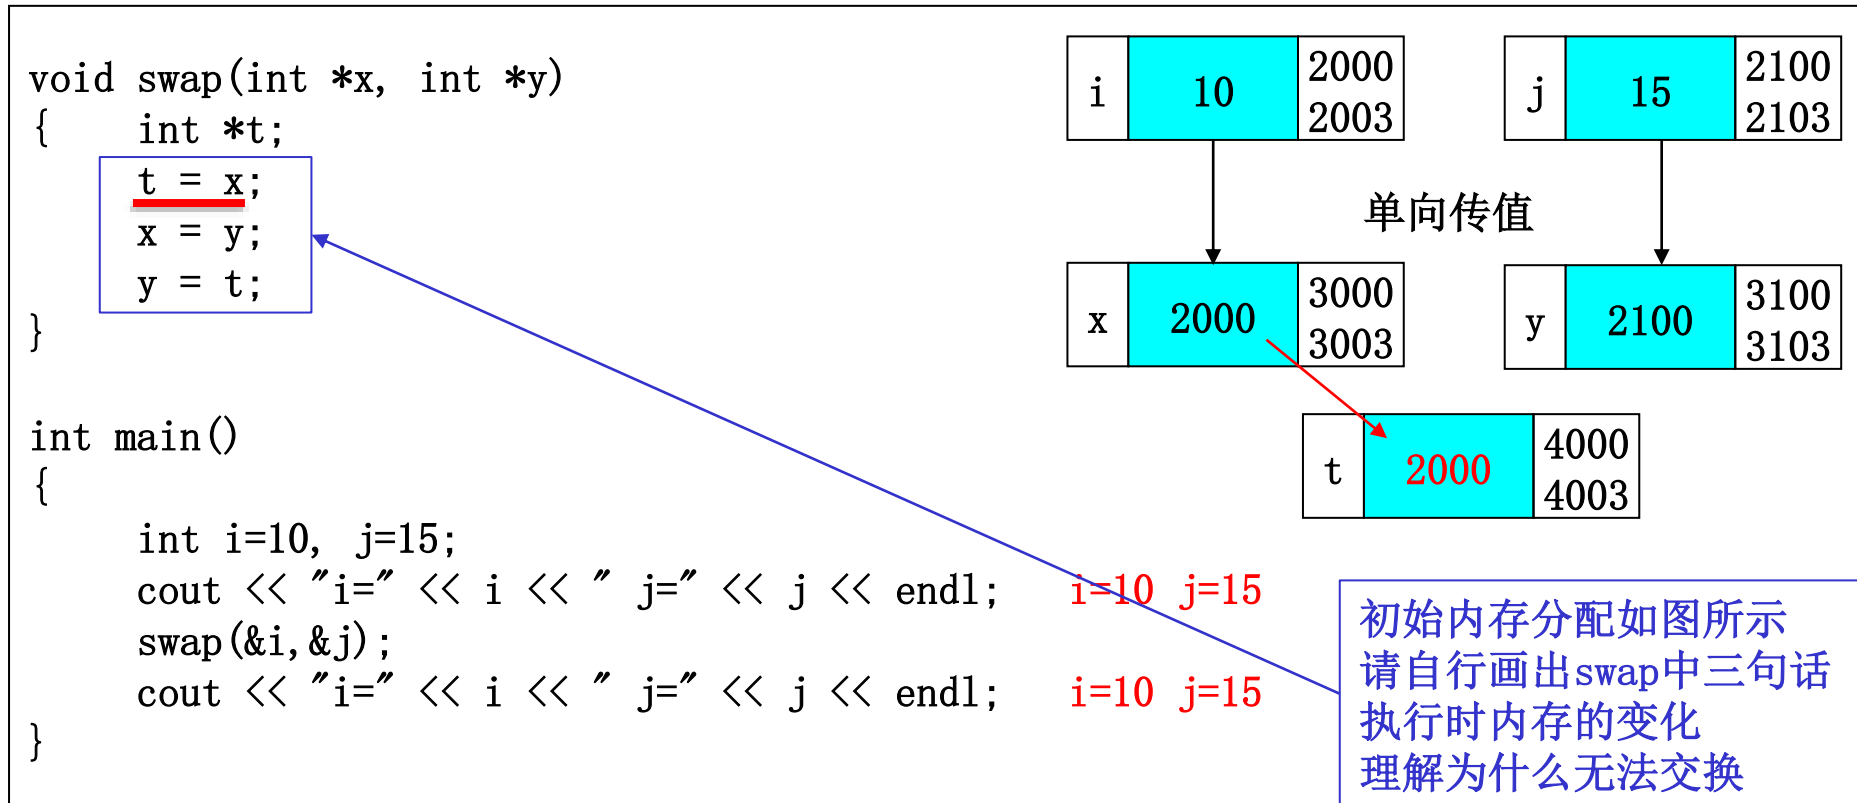 void swap(int *x, int *y)
{    int *t;
t = x;
x = y;
y = t;
}
int main()
{
int i=10, j=15;
cout << "i=" << i << " j=" << j << endl;    i=10 j=15
swap(&i,&j);
cout << "i=" << i << " j=" << j << endl;    i=10 j=15
}
i 10 2000
2003
j 15 2100
2103
单向传值
x 2000 3000
3003
y 2100 3100
3103
t 2000 4000
4003
初始内存分配如图所示
请自行画出swap中三句话
执行时内存的变化
理解为什么无法交换